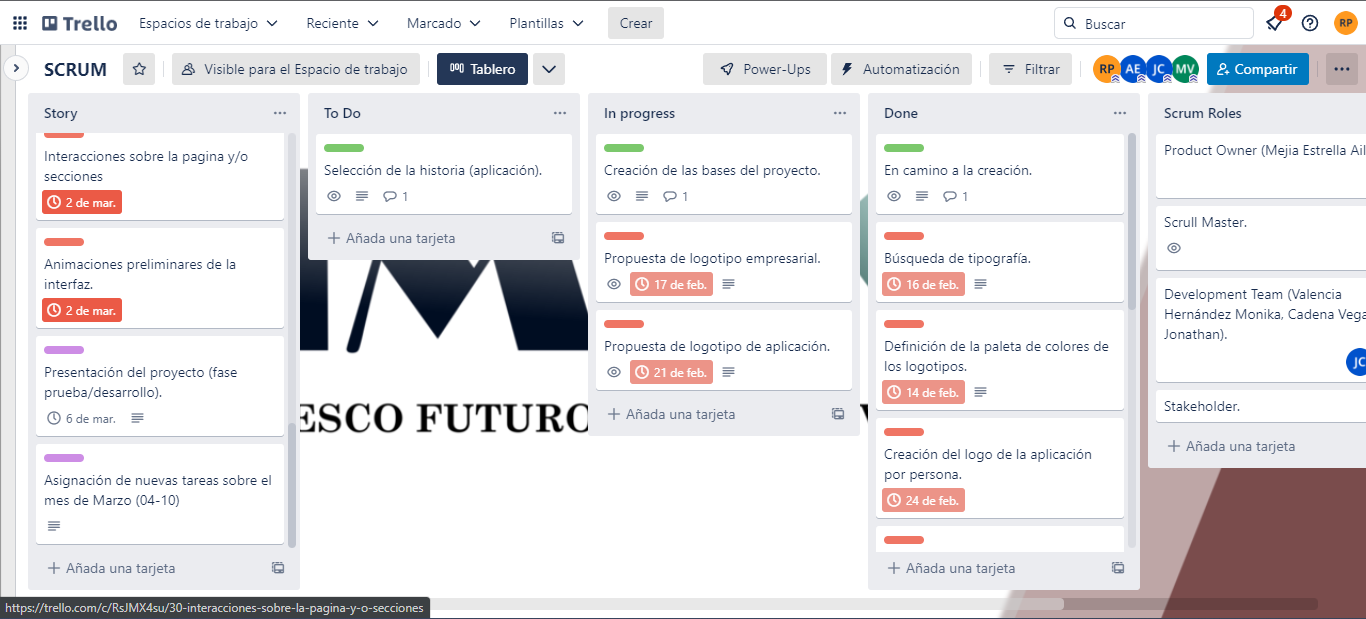 Trello
Espacios de trabajo
Reciente
Marcado
Plantillas
Crear
Buscar
4
RP
SCRUM
Visible para el Espacio de trabajo
Tablero
Power-Ups
Automatización
Filtrar
RP
AE
JC
MV
Compartir
Story
Interacciones sobre la pagina y/o
secciones
2 de mar.
Animaciones preliminares de la
interfaz.
2 de mar.
Presentación del proyecto (fase
prueba/desarrollo).
6 de mar.
Asignación de nuevas tareas sobre el
mes de Marzo (04-10)
Añada una tarjeta
To Do
Selección de la historia (aplicación).
1
Añada una tarjeta
In progress
Creación de las bases del proyecto.
1
Propuesta de logotipo empresarial.
17 de feb.
Propuesta de logotipo de aplicación.
21 de feb.
Añada una tarjeta
Done
En camino a la creación.
1
Búsqueda de tipografía.
16 de feb.
Definición de la paleta de colores de
los logotipos.
14 de feb.
Creación del logo de la aplicación
por persona.
24 de feb.
Añada una tarjeta
Scrum Roles
Product Owner (Mejia Estrella Ail
Scrull Master.
Development Team (Valencia
Hernández Monika, Cadena Vega
Jonathan).
JC
Stakeholder.
Añada una tarjeta
ESCO FUTURO
https://trello.com/c/RsJMX4su/30-interacciones-sobre-la-pagina-y-o-secciones